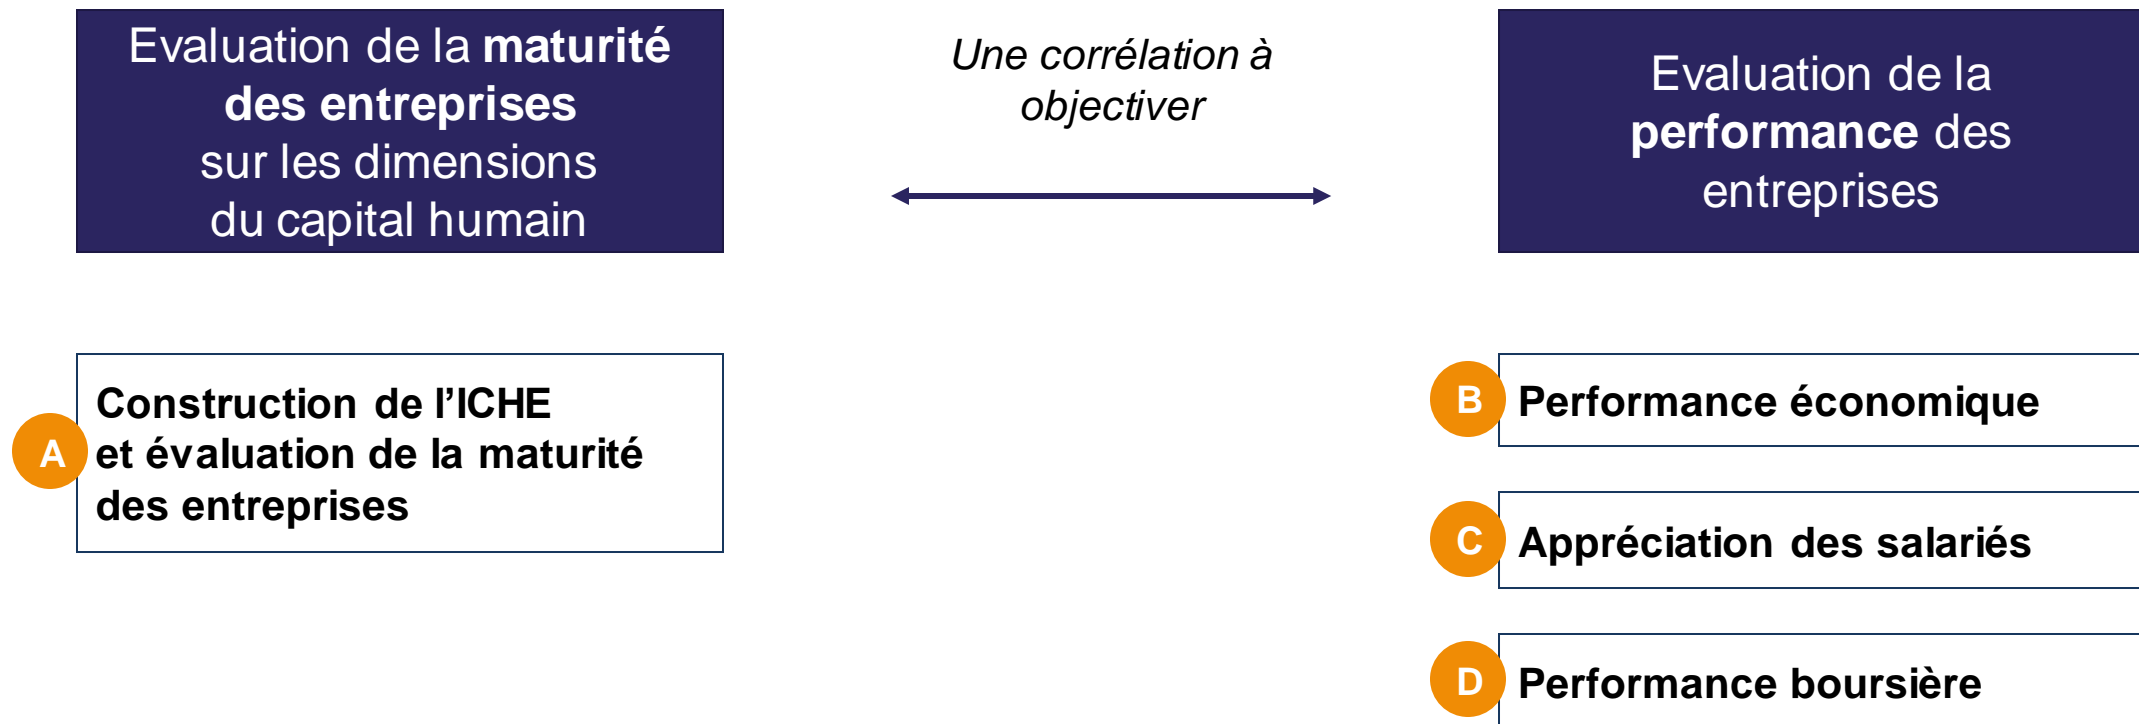 Evaluation de la maturité
des entreprises
sur les dimensions
du capital humain
Une corrélation à
objectiver
Evaluation de la
performance des
entreprises
A
Construction de l’ICHE
et évaluation de la maturité
des entreprises
B
Performance économique
C
Appréciation des salariés
D
Performance boursière